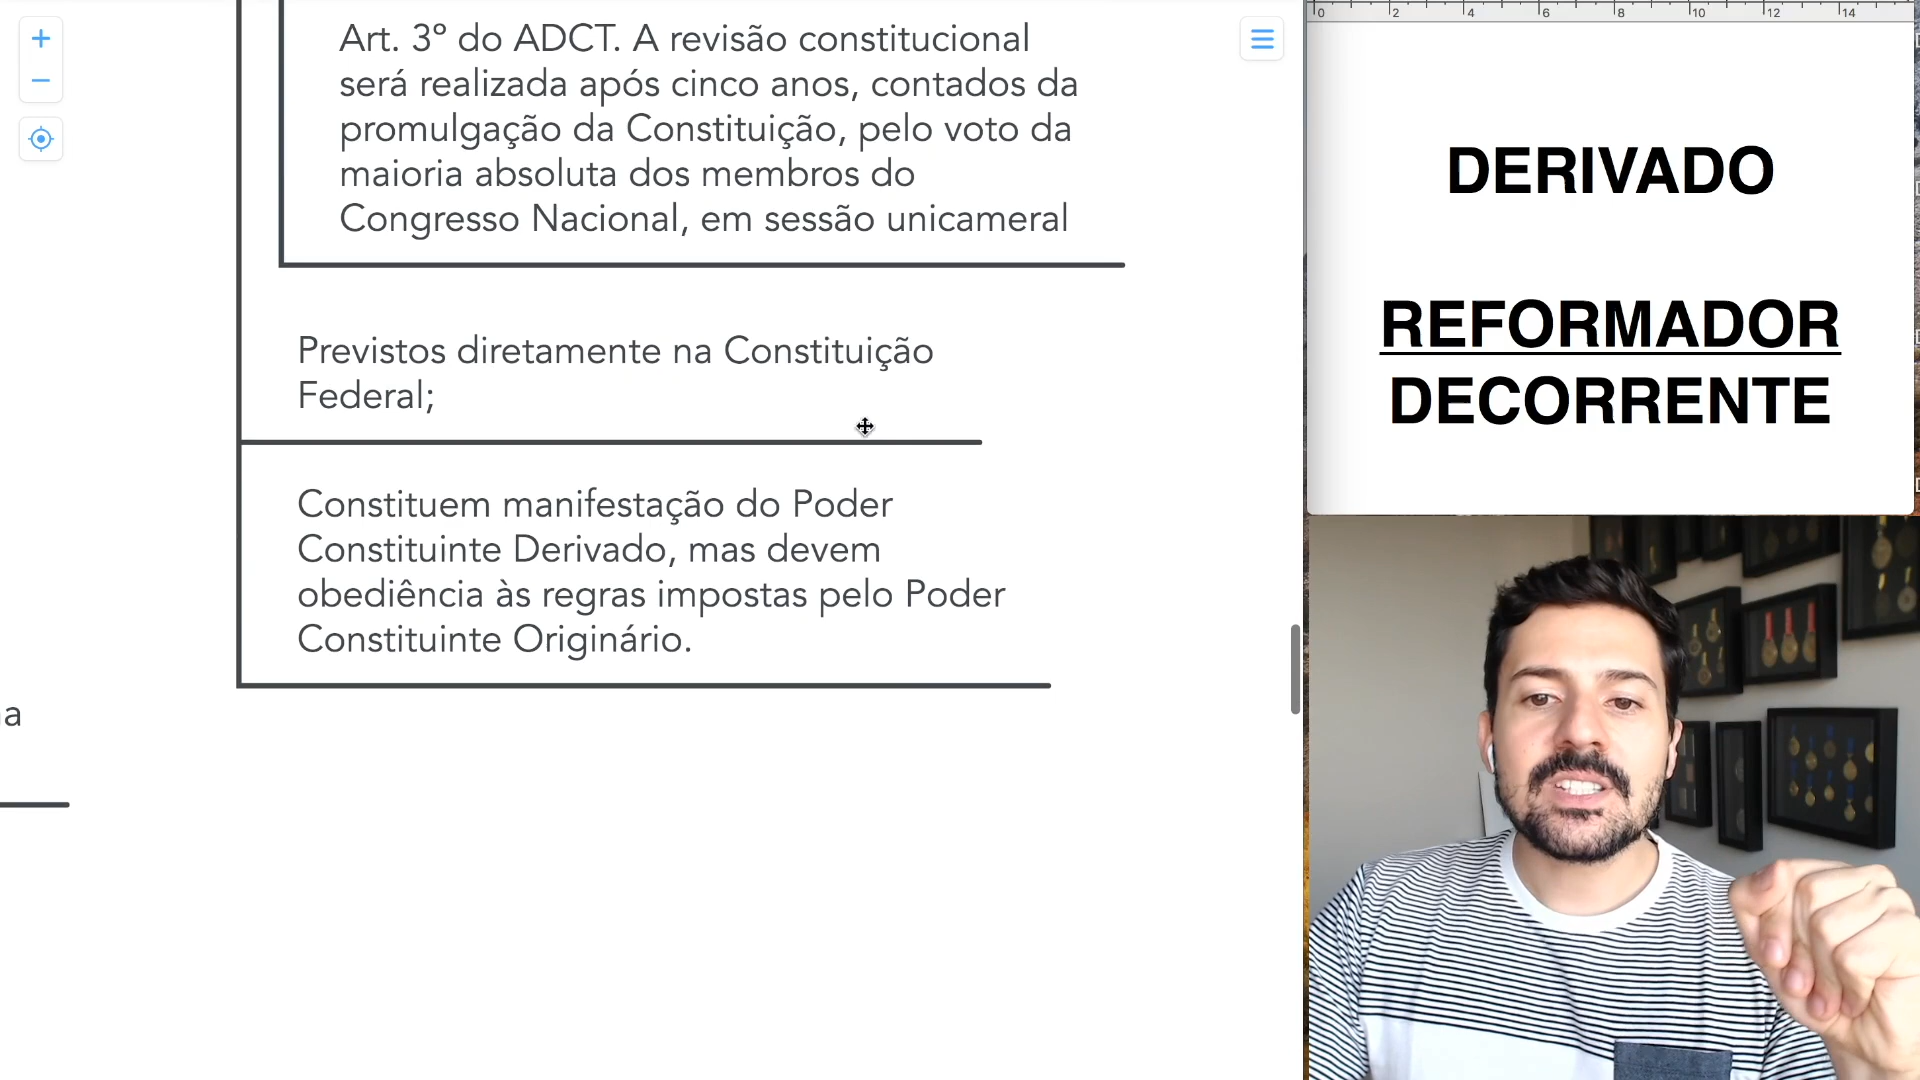 Art. 3º do ADCT. A revisão constitucional
será realizada após cinco anos, contados da
promulgação da Constituição, pelo voto da
maioria absoluta dos membros do
Congresso Nacional, em sessão unicameral
Previstos diretamente na Constituição
Federal;
Constituem manifestação do Poder
Constituinte Derivado, mas devem
obediência às regras impostas pelo Poder
Constituinte Originário.
a
0 2 4 6 8 10 12 14
DERIVADO
REFORMADOR
DECORRENTE